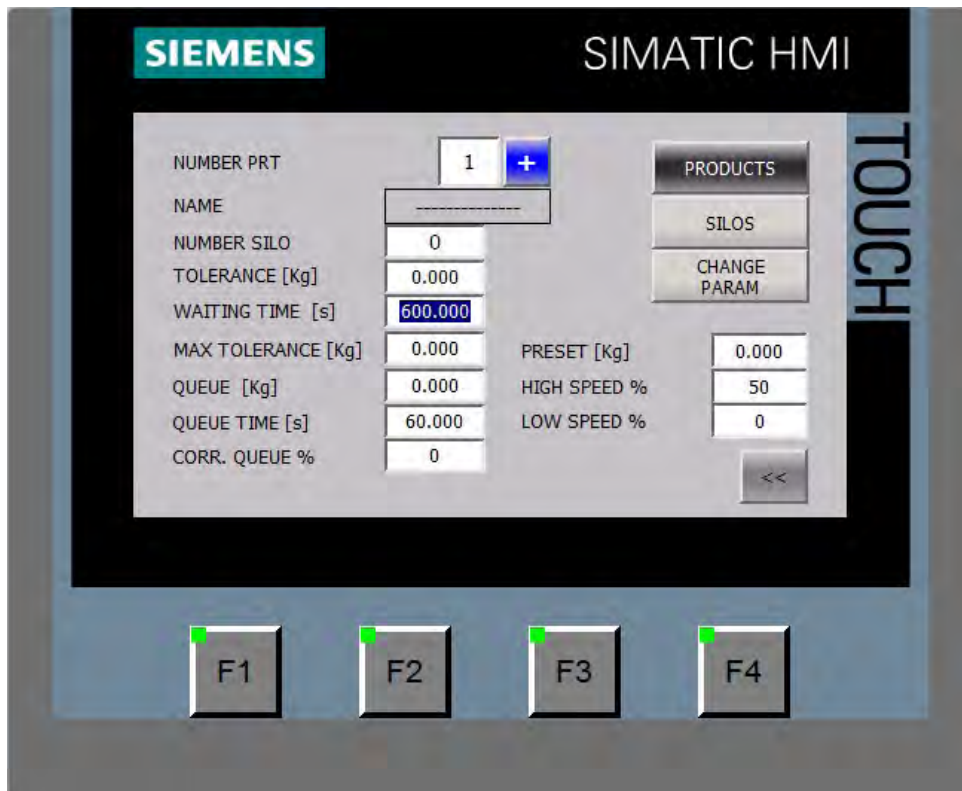 SIEMENS
SIMATIC HMI
TOUCH
NUMBER PRT 1 +
NAME --------------
NUMBER SILO 0
TOLERANCE [Kg] 0.000
WAITING TIME [s] 600.000
MAX TOLERANCE [Kg] 0.000
QUEUE [Kg] 0.000
QUEUE TIME [s] 60.000
CORR. QUEUE % 0
PRODUCTS
SILOS
CHANGE
PARAM
PRESET [Kg] 0.000
HIGH SPEED % 50
LOW SPEED % 0
<<
F1 F2 F3 F4